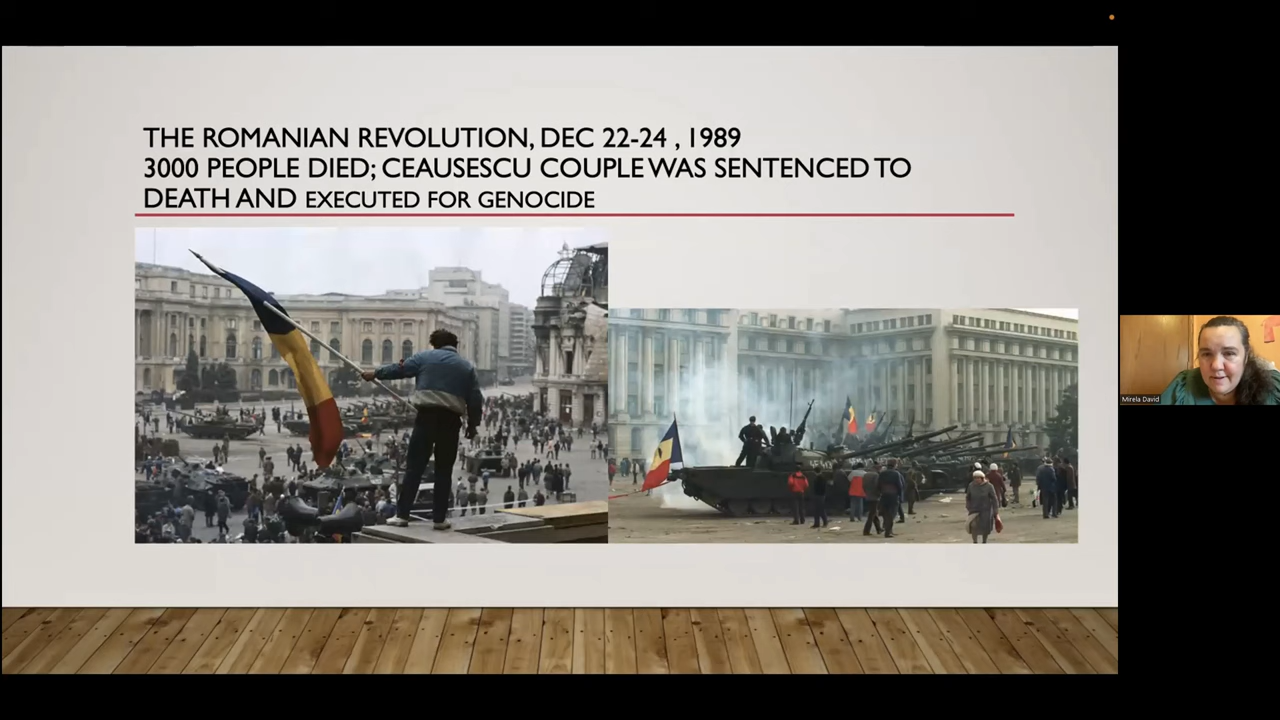 THE ROMANIAN REVOLUTION, DEC 22-24 , 1989
3000 PEOPLE DIED; CEAUSESCU COUPLE WAS SENTENCED TO
DEATH AND EXECUTED FOR GENOCIDE
Mirela David